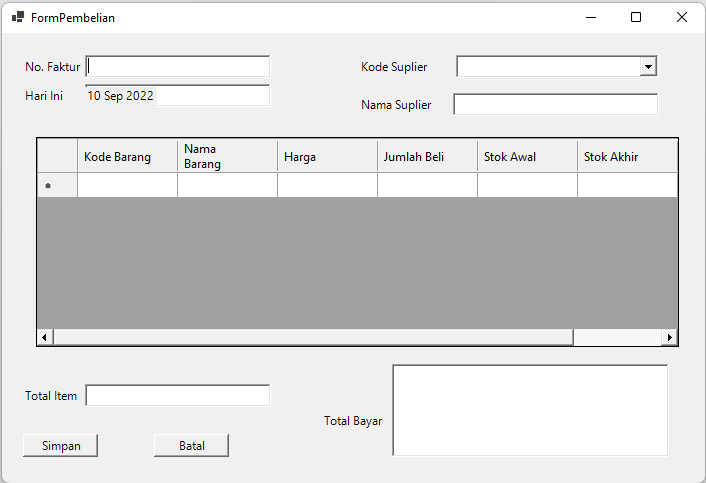 FormPembelian
No. Faktur
Kode Suplier
Hari Ini
10 Sep 2022
Nama Suplier
Kode Barang
Nama
Barang
Harga
Jumlah Beli
Stok Awal
Stok Akhir
*
Total Item
Total Bayar
Simpan
Batal